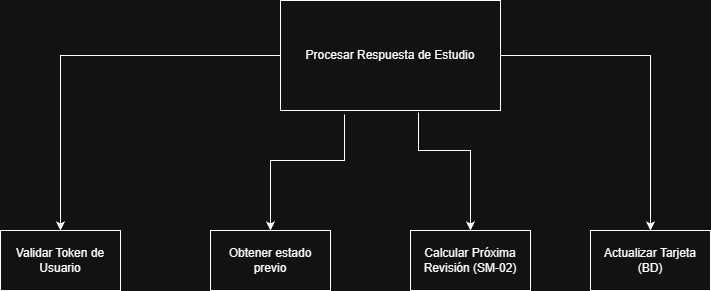 Procesar Respuesta de Estudio
Validar Token de
Usuario
Obtener estado
previo
Calcular Próxima
Revisión (SM-02)
Actualizar Tarjeta
(BD)